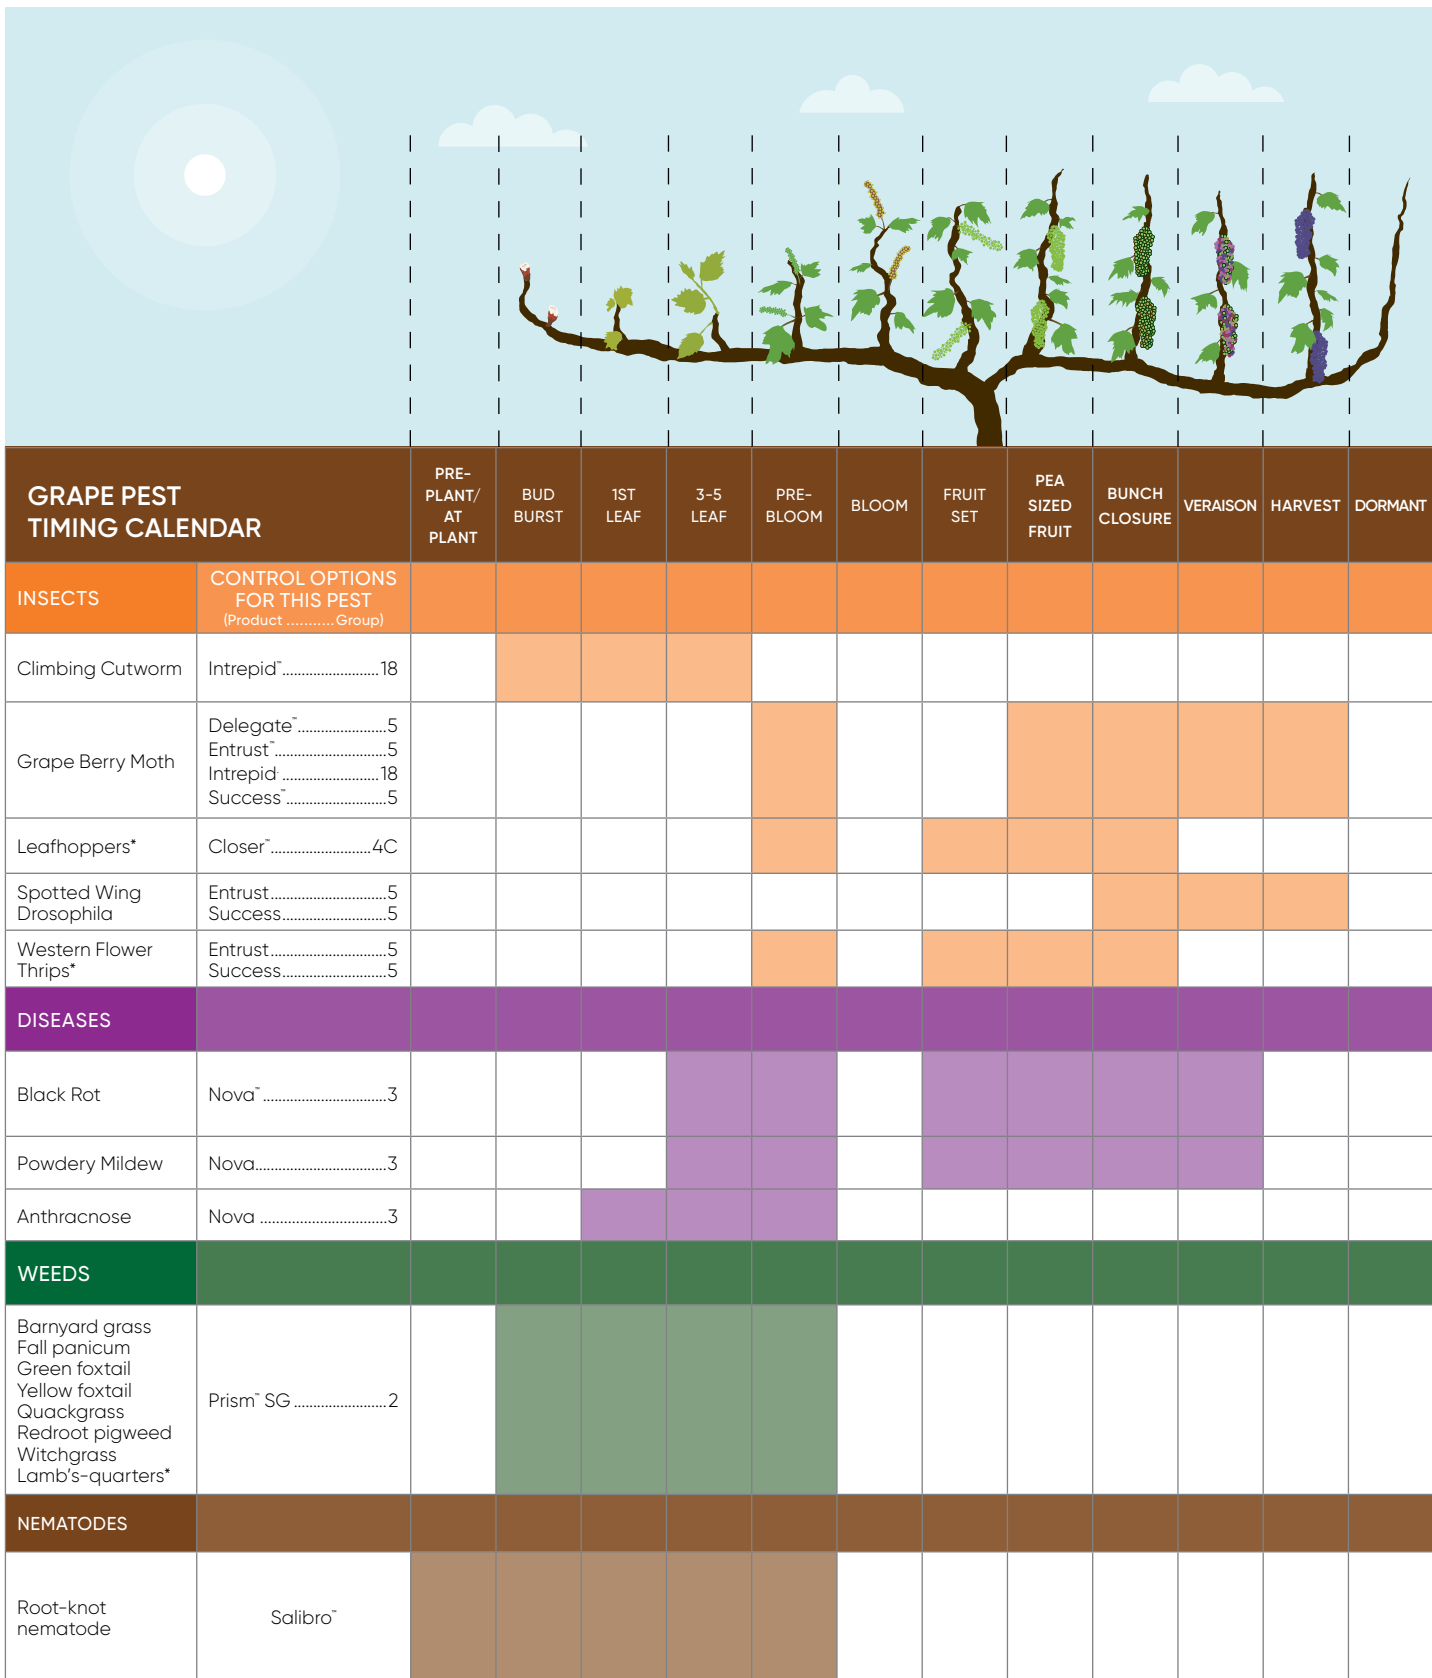 GRAPE PEST
TIMING CALENDAR
PRE-
PLANT/
AT
PLANT
BUD
BURST
1ST
LEAF
3-5
LEAF
PRE-
BLOOM
BLOOM
FRUIT
SET
PEA
SIZED
FRUIT
BUNCH
CLOSURE
VERAISON
HARVEST
DORMANT
INSECTS
CONTROL OPTIONS
FOR THIS PEST
(Product ...........Group)
Climbing Cutworm
Intrepid™.........................18
Grape Berry Moth
Delegate™.......................5
Entrust™.............................5
Intrepid .........................18
Success™..........................5
Leafhoppers*
Closer™..........................4C
Spotted Wing
Drosophila
Entrust..............................5
Success...........................5
Western Flower
Thrips*
Entrust..............................5
Success...........................5
DISEASES
Black Rot
Nova™ ................................3
Powdery Mildew
Nova..................................3
Anthracnose
Nova .................................3
WEEDS
Barnyard grass
Fall panicum
Green foxtail
Yellow foxtail
Quackgrass
Redroot pigweed
Witchgrass
Lamb's-quarters*
Prism™ SG ........................2
NEMATODES
Root-knot
nematode
Salibro™